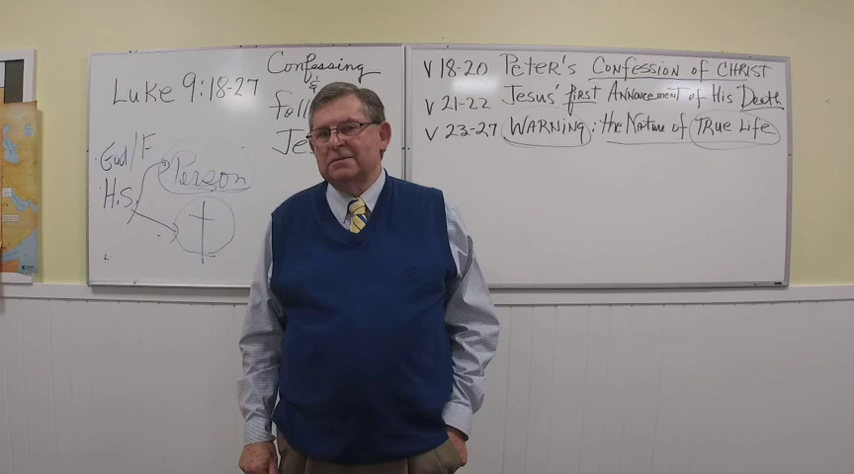 Luke 9:18-27
Confessing
&
foll
Je
God/F
H.S.
Person
V 18-20 Peter's Confession of CHRIST
V 21-22 Jesus' first Annoucement of His Death
V 23-27 WARNING: the Nature of TRUE Life